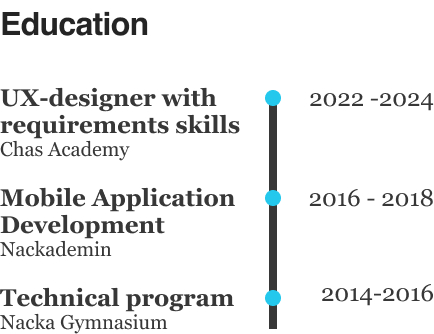 Education
UX-designer with 2022 -2024
requirements skills
Chas Academy
Mobile Application 2016 - 2018
Development
Nackademin
Technical program 2014-2016
Nacka Gymnasium